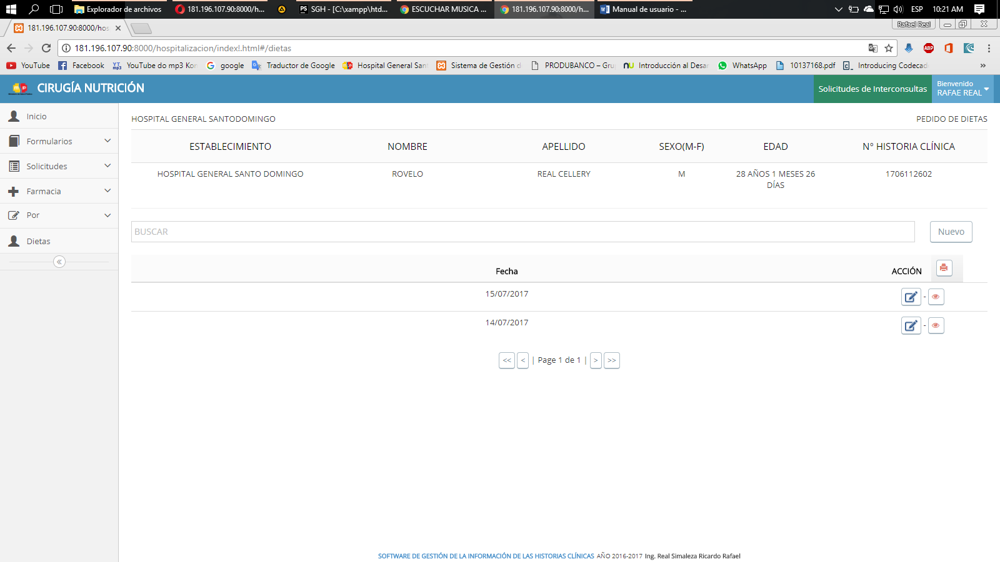 Explorador de archivos
181.196.107.90:8000/h...
SGH - [C:\xampp\htd...
ESCUCHAR MUSICA ...
181.196.107.90:8000/h...
Manual de usuario - ...
ESP
10:21 AM
181.196.107.90:8000/hos
Rafael Real
181.196.107.90:8000/hospitalizacion/index!.html#/dietas
ABP
YouTube
Facebook
YouTube do mp3 Kon
google
Traductor de Google
Hospital General Sant
Sistema de Gestión d
PRODUBANCO – Gru
Introducción al Desar
WhatsApp
10137168.pdf
Introducing Codecad
»
CIRUGÍA NUTRICIÓN
Solicitudes de Interconsultas
Bienvenido
RAFAE REAL
Inicio
Formularios
Solicitudes
Farmacia
Por
Dietas
«
HOSPITAL GENERAL SANTODOMINGO
PEDIDO DE DIETAS
ESTABLECIMIENTO NOMBRE APELLIDO SEXO(M-F) EDAD N° HISTORIA CLÍNICA
HOSPITAL GENERAL SANTO DOMINGO ROVELO REAL CELLERY M 28 AÑOS 1 MESES 26 1706112602
DÍAS
BUSCAR
Nuevo
Fecha ACCIÓN
15/07/2017 -
14/07/2017 -
<< < | Page 1 de 1 | > >>
SOFTWARE DE GESTIÓN DE LA INFORMACIÓN DE LAS HISTORIAS CLÍNICAS AÑO 2016-2017 Ing. Real Simaleza Ricardo Rafael